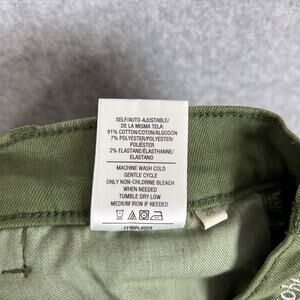 SELF/AUTO-AJUSTABLE/
DE LA MISMA TELA:
91% COTTON/COTON/ALGODÓN
7% POLYESTER/POLYESTER/
POLIÉSTER
2% ELASTANE/ÉLASTHANNE/
ELASTANO
MACHINE WASH COLD
GENTLE CYCLE
ONLY NON-CHLORINE BLEACH
WHEN NEEDED
TUMBLE DRY LOW
MEDIUM IRON IF NEEDED